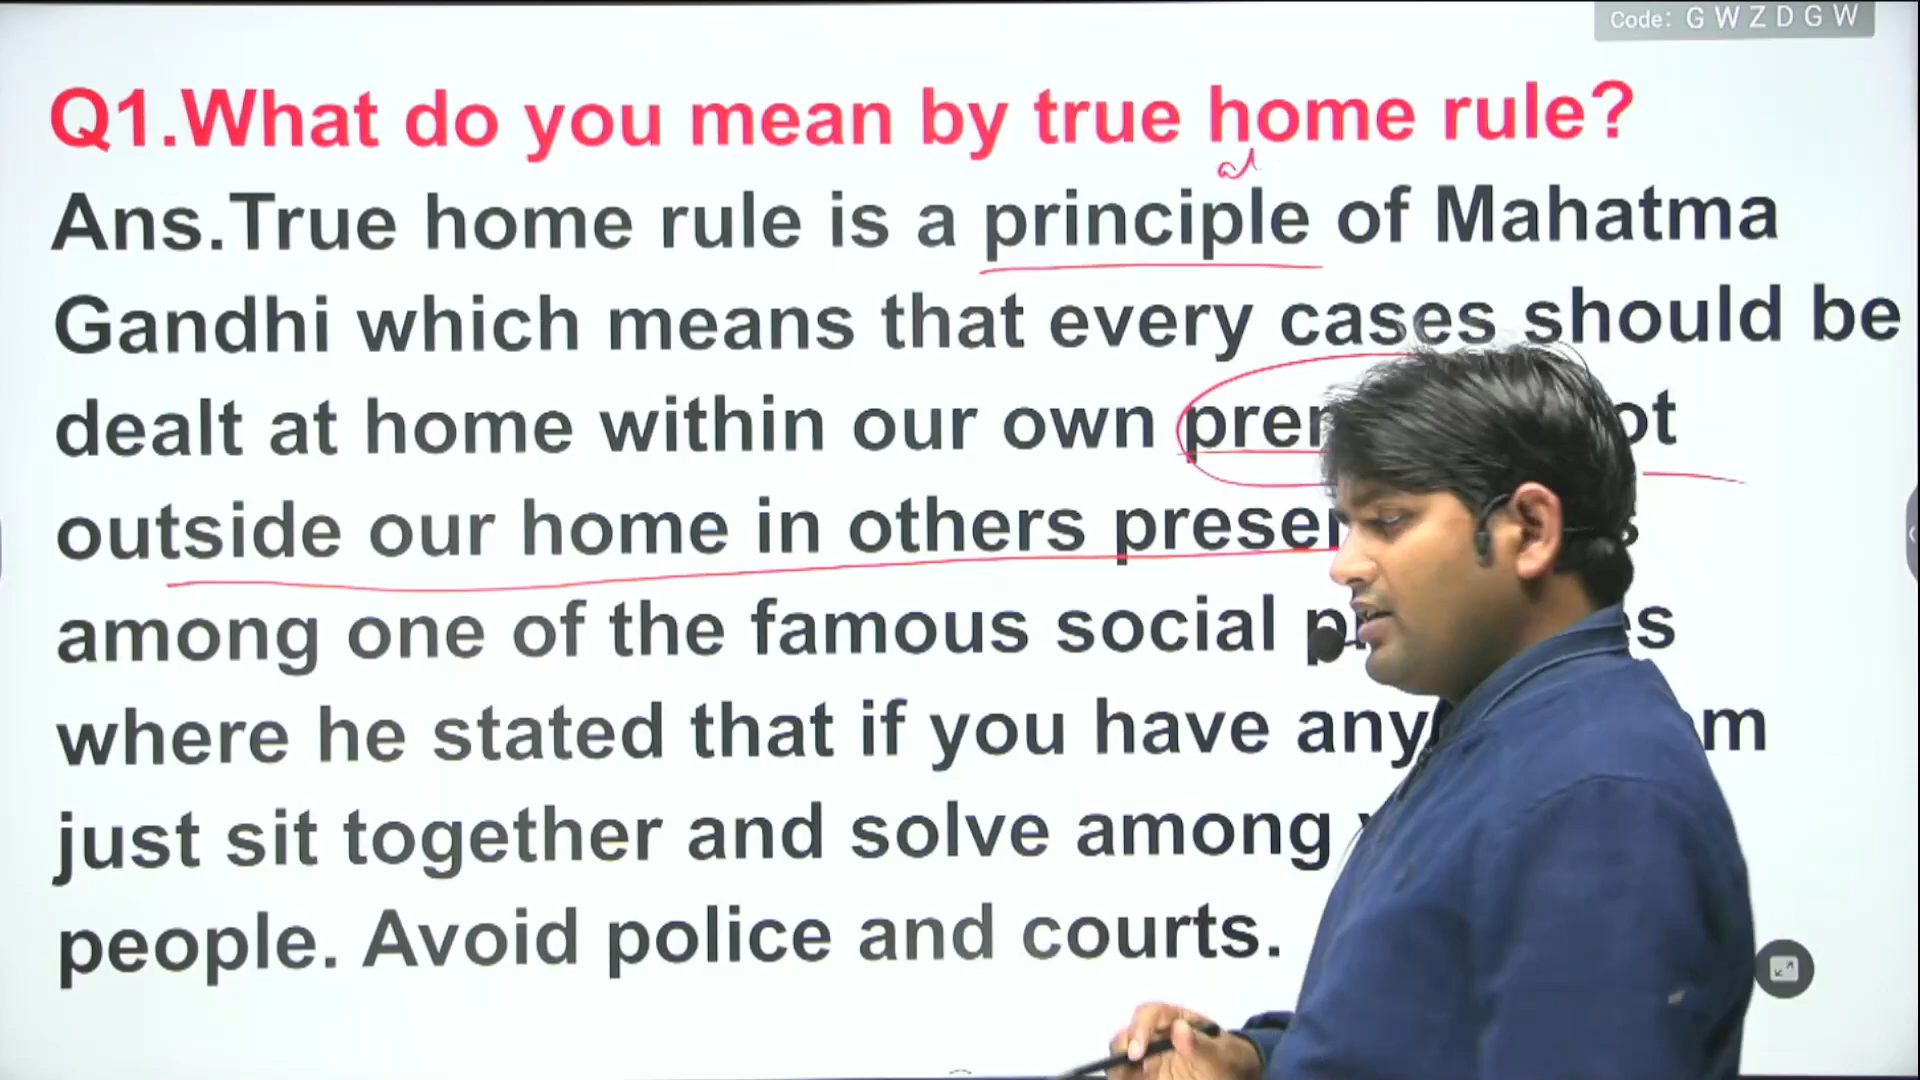 Code: G W Z D G W
Q1.What do you mean by true home rule?
al
Ans.True home rule is a principle of Mahatma
Gandhi which means that every cases should be
dealt at home within our own
outside our home in others
among one of the famous social
where he stated that if you have any
just sit together and solve among
people. Avoid police and courts.